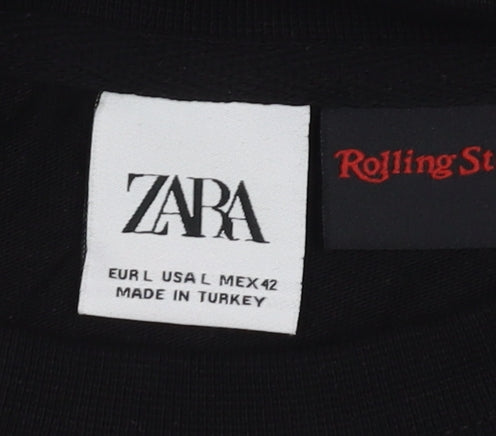 ZARA
EUR L USA L MEX 42
MADE IN TURKEY
Rolling St